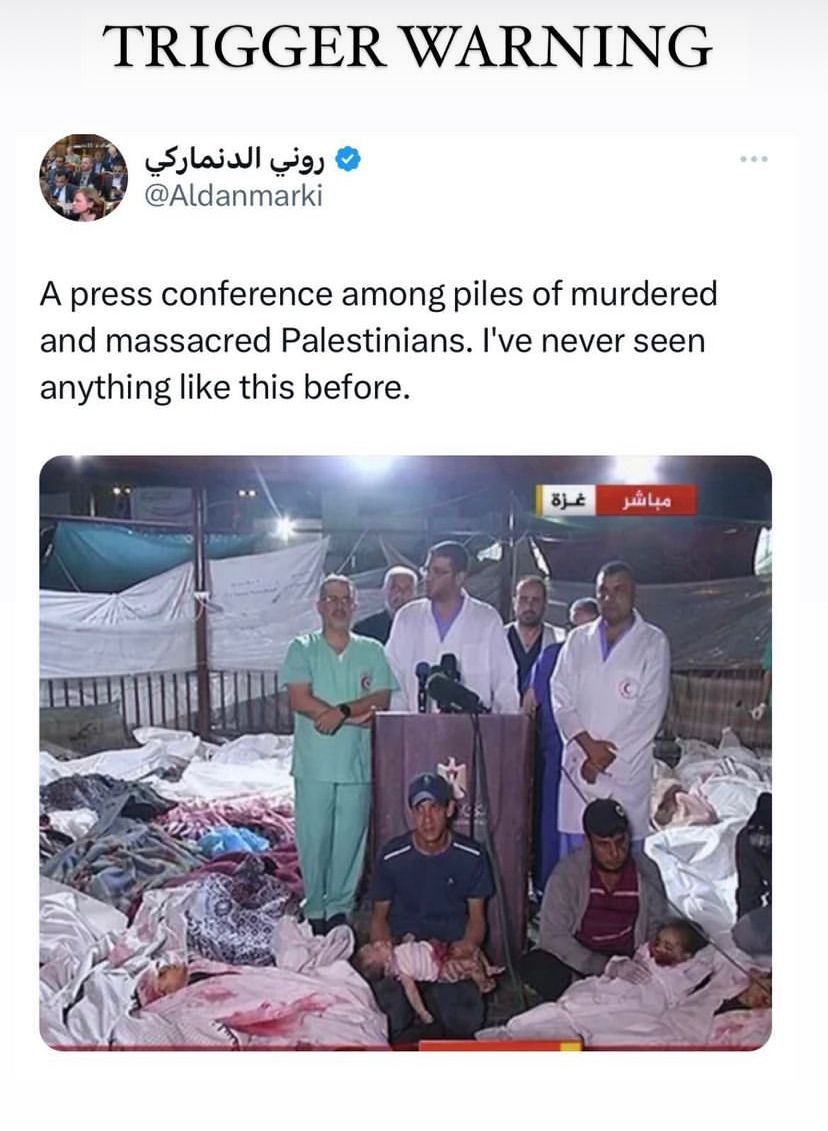 TRIGGER WARNING
روني الدنماركي
@Aldanmarki
A press conference among piles of murdered
and massacred Palestinians. I've never seen
anything like this before.
مباشر غزة